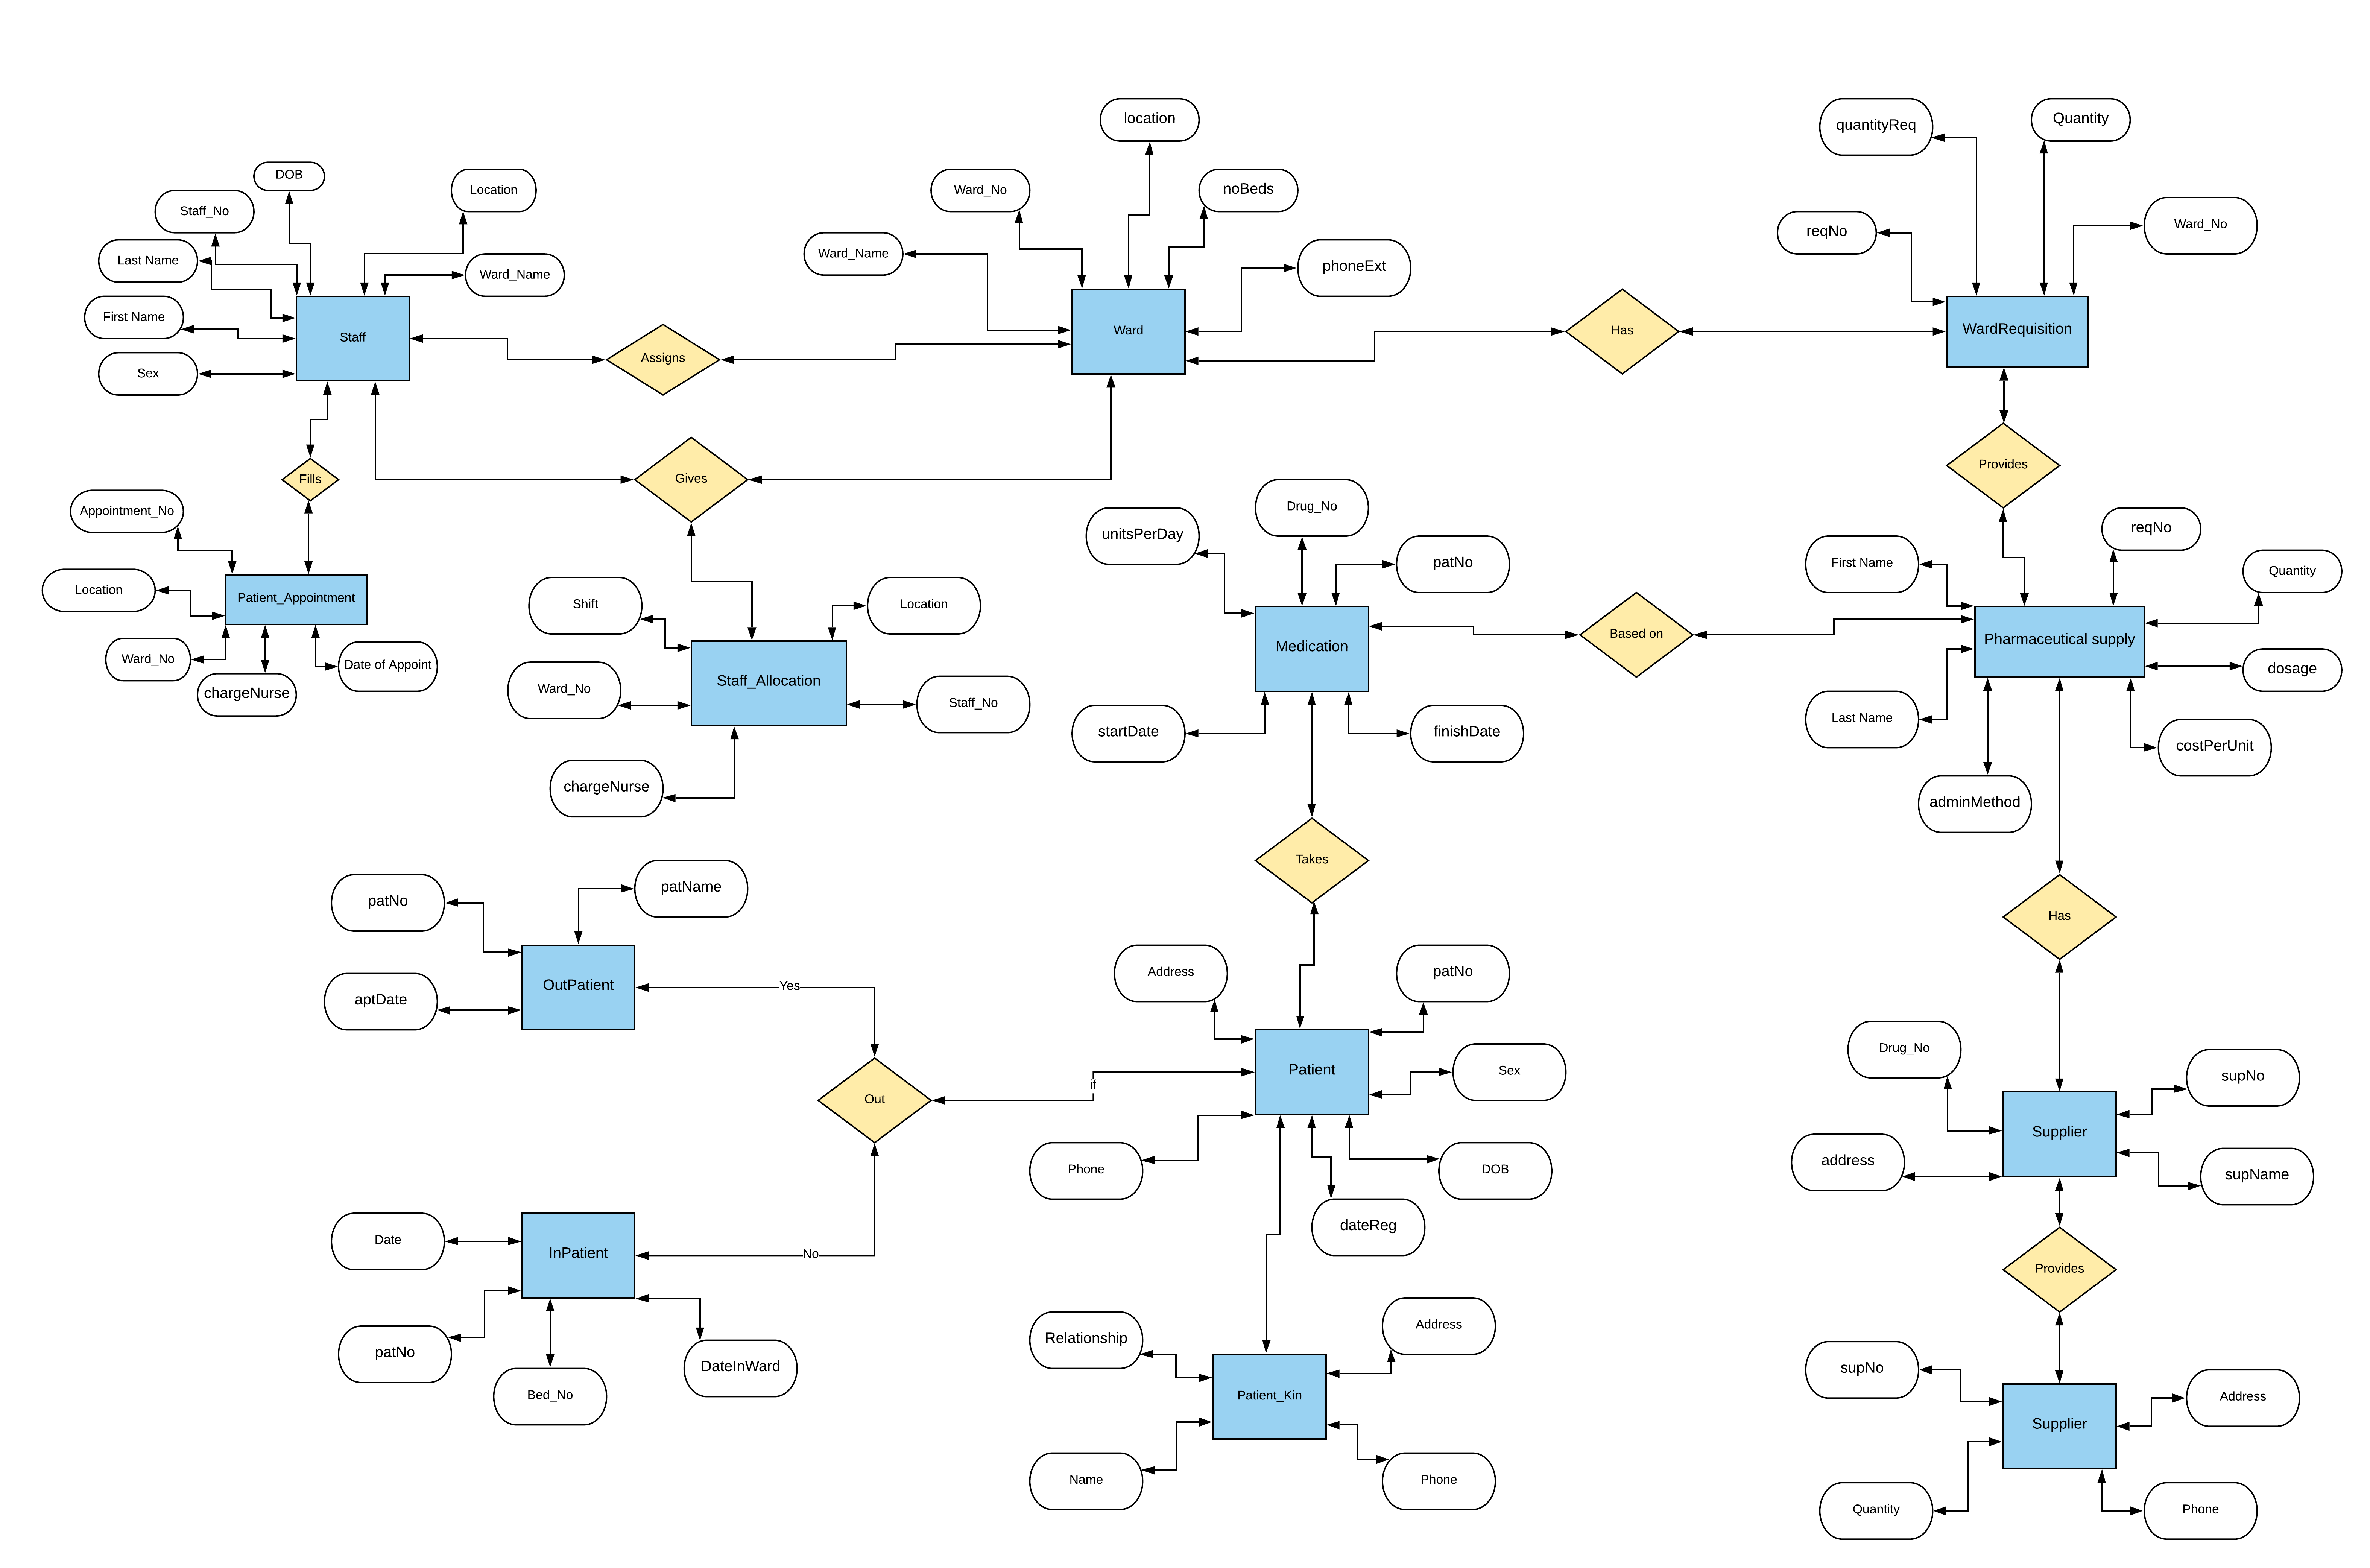 location
quantityReq
Quantity
DOB
Location
Ward_No
noBeds
Staff_No
Ward_No
reqNo
Last Name
Ward_Name
Ward_Name
phoneExt
First Name
Staff
Assigns
Ward
Has
WardRequisition
Sex
Fills
Gives
Provides
Appointment_No
Drug_No
unitsPerDay
patNo
reqNo
First Name
Quantity
Location
Patient_Appointment
Shift
Location
Medication
Based on
Pharmaceutical supply
Ward_No
Date of Appoint
chargeNurse
Ward_No
Staff_Allocation
Staff_No
dosage
startDate
finishDate
Last Name
costPerUnit
chargeNurse
adminMethod
Takes
patNo
patName
Has
Address
patNo
OutPatient
Yes
aptDate
Drug_No
supNo
Out
if
Patient
Sex
Supplier
address
supName
Phone
DOB
dateReg
Date
InPatient
No
Provides
Relationship
Address
patNo
DateInWard
supNo
Bed_No
Patient_Kin
Address
Supplier
Name
Phone
Quantity
Phone